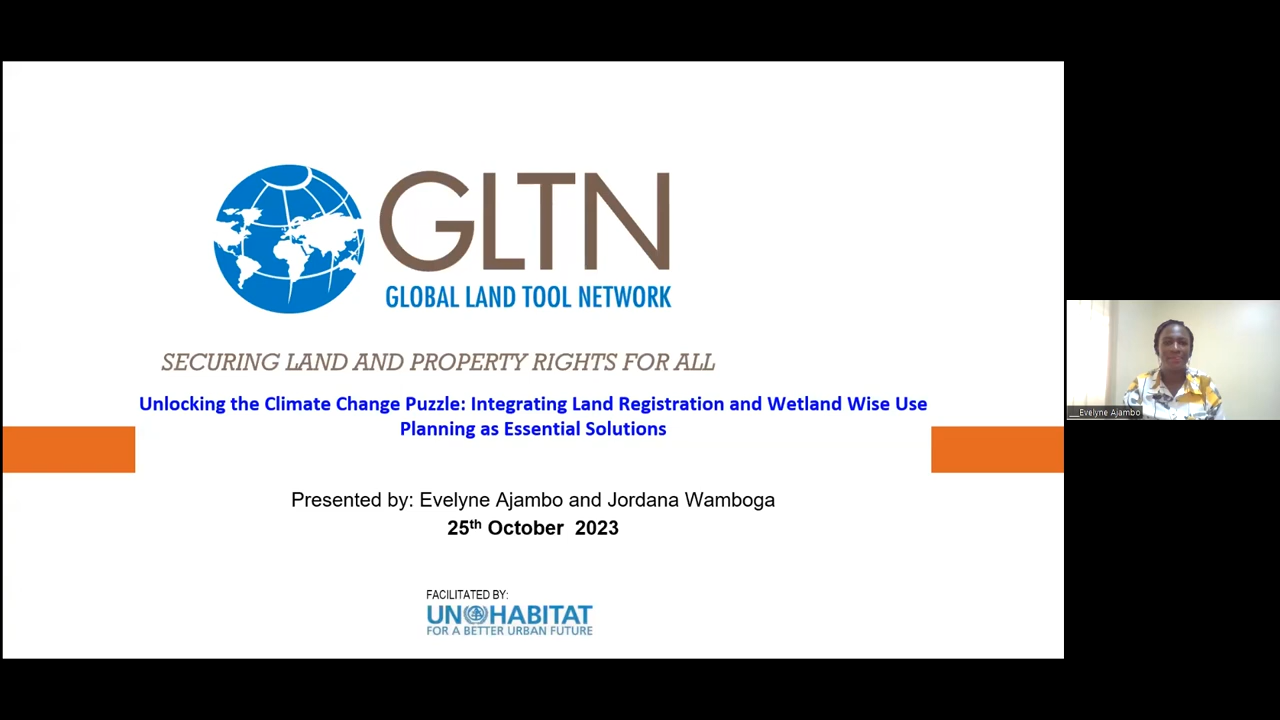 GLTN
GLOBAL LAND TOOL NETWORK
SECURING LAND AND PROPERTY RIGHTS FOR ALL
Unlocking the Climate Change Puzzle: Integrating Land Registration and Wetland Wise Use
Planning as Essential Solutions
Presented by: Evelyne Ajambo and Jordana Wamboga
25th October 2023
FACILITATED BY:
UN HABITAT
FOR A BETTER URBAN FUTURE
__Evelyne Ajambo